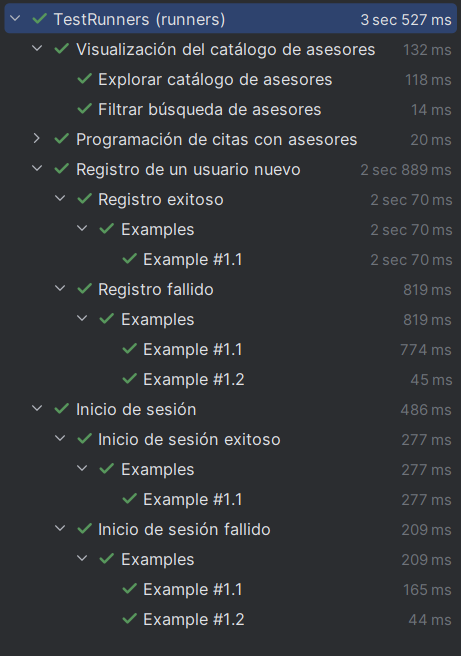 TestRunners (runners) 3 sec 527 ms
Visualización del catálogo de asesores 132 ms
Explorar catálogo de asesores 118 ms
Filtrar búsqueda de asesores 14 ms
Programación de citas con asesores 20 ms
Registro de un usuario nuevo 2 sec 889 ms
Registro exitoso 2 sec 70 ms
Examples 2 sec 70 ms
Example #1.1 2 sec 70 ms
Registro fallido 819 ms
Examples 819 ms
Example #1.1 774 ms
Example #1.2 45 ms
Inicio de sesión 486 ms
Inicio de sesión exitoso 277 ms
Examples 277 ms
Example #1.1 277 ms
Inicio de sesión fallido 209 ms
Examples 209 ms
Example #1.1 165 ms
Example #1.2 44 ms